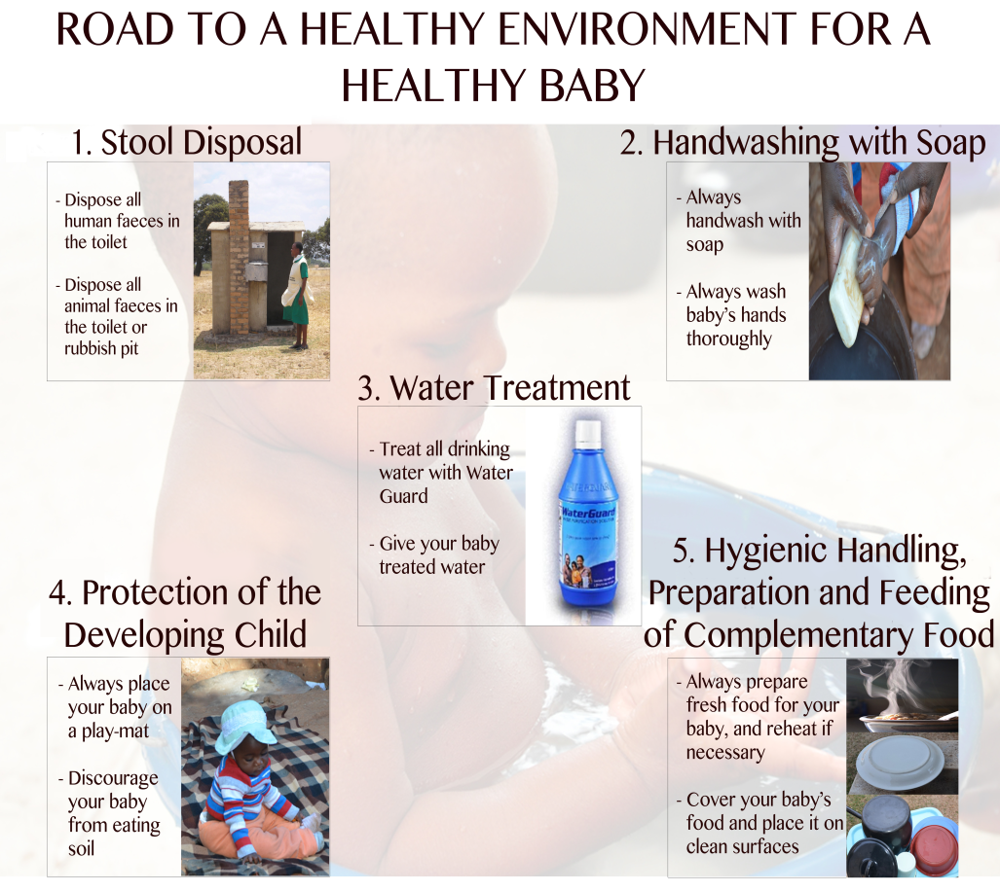 ROAD TO A HEALTHY ENVIRONMENT FOR A
HEALTHY BABY
1. Stool Disposal
- Dispose all
human faeces in
the toilet
- Dispose all
animal faeces in
the toilet or
rubbish pit
2. Handwashing with Soap
- Always
handwash with
soap
- Always wash
baby's hands
thoroughly
3. Water Treatment
- Treat all drinking
water with Water
Guard
- Give your baby
treated water
WaterGuard
4. Protection of the
Developing Child
- Always place
your baby on
a play-mat
- Discourage
your baby
from eating
soil
5. Hygienic Handling,
Preparation and Feeding
of Complementary Food
- Always prepare
fresh food for your
baby, and reheat if
necessary
- Cover your baby's
food and place it on
clean surfaces